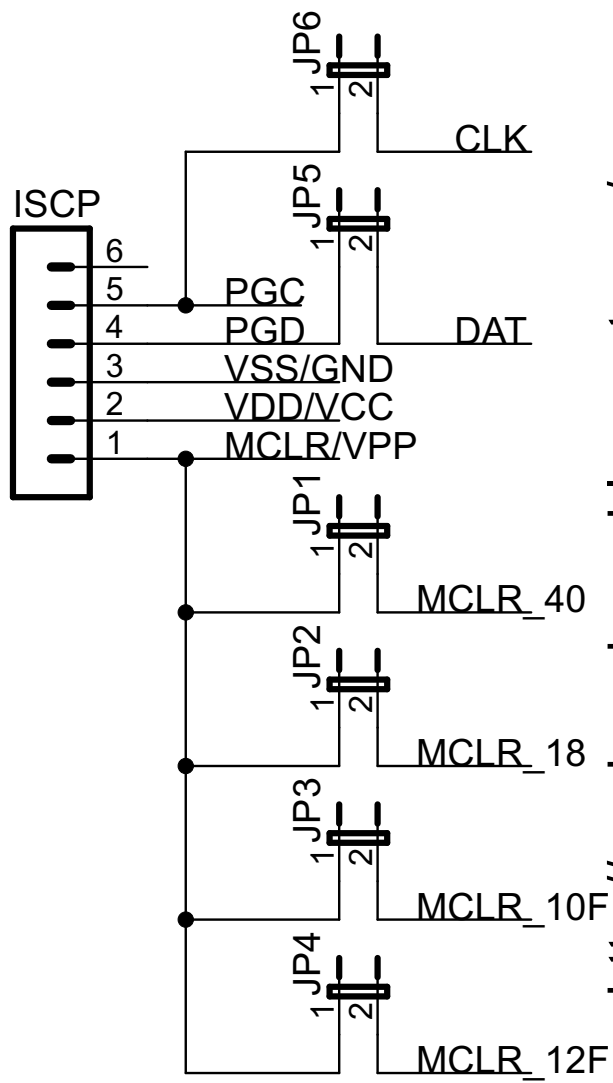 JP6
1 2
CLK
JP5
1 2
ISCP
6
5 PGC
4 PGD
DAT
3 VSS/GND
2 VDD/VCC
1 MCLR/VPP
JP1
1 2
MCLR_40
JP2
1 2
MCLR_18
JP3
1 2
MCLR_10F
JP4
1 2
MCLR_12F